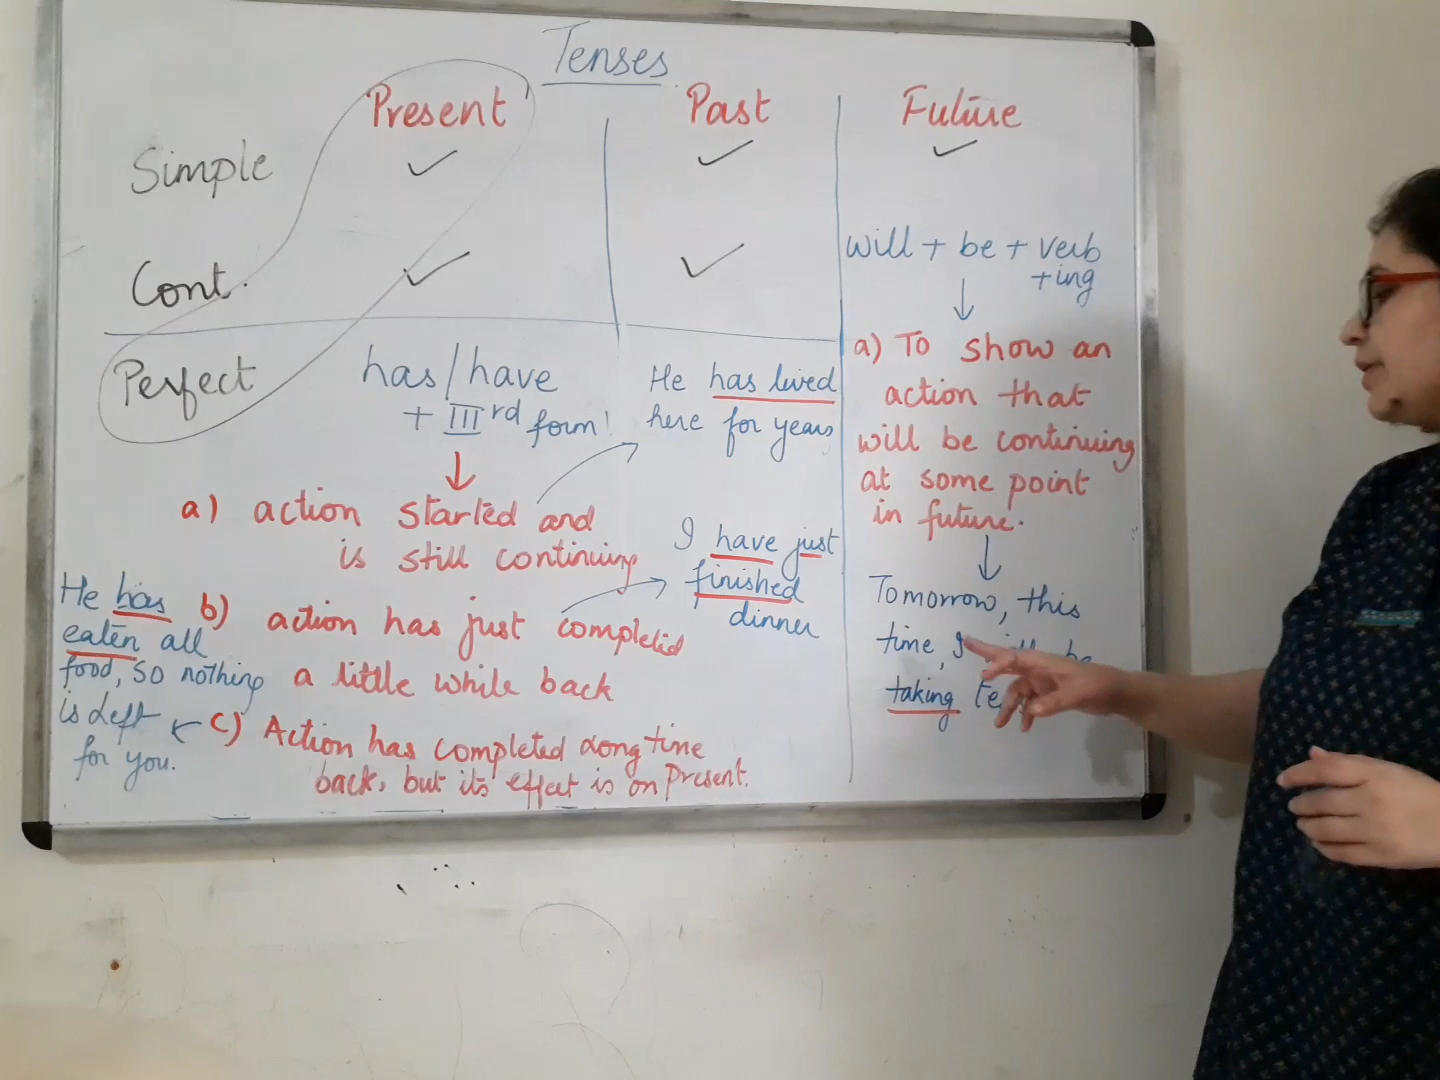 Tenses
Present Past Future
Simple ✓ ✓ ✓
Cont. ✓ ✓
will + be + verb
+ing
a) To show an
action that
will be continuing
at some point
in future.
Tomorrow, this
time, I
taking
Perfect
has/have
+ IIIrd form
a) action started and
is still continuing
He has lived
here for years
b) action has just completed
a little while back
I have just
finished
dinner
c) Action has completed long time
back, but its effect is on Present.
He has
eaten all
food, so nothing
is left
for you.